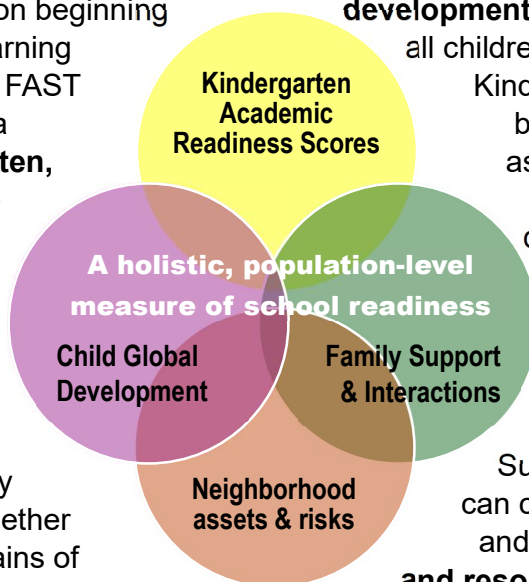 on beginning
arning
FAST
a
ten,
development
all childre
Kind
b
as
Kindergarten
Academic
Readiness Scores
A holistic, population-level
measure of school readiness
Child Global
Development
Family Support
& Interactions
Neighborhood
assets & risks
y
ether
ains of
Su
can c
and
and reso